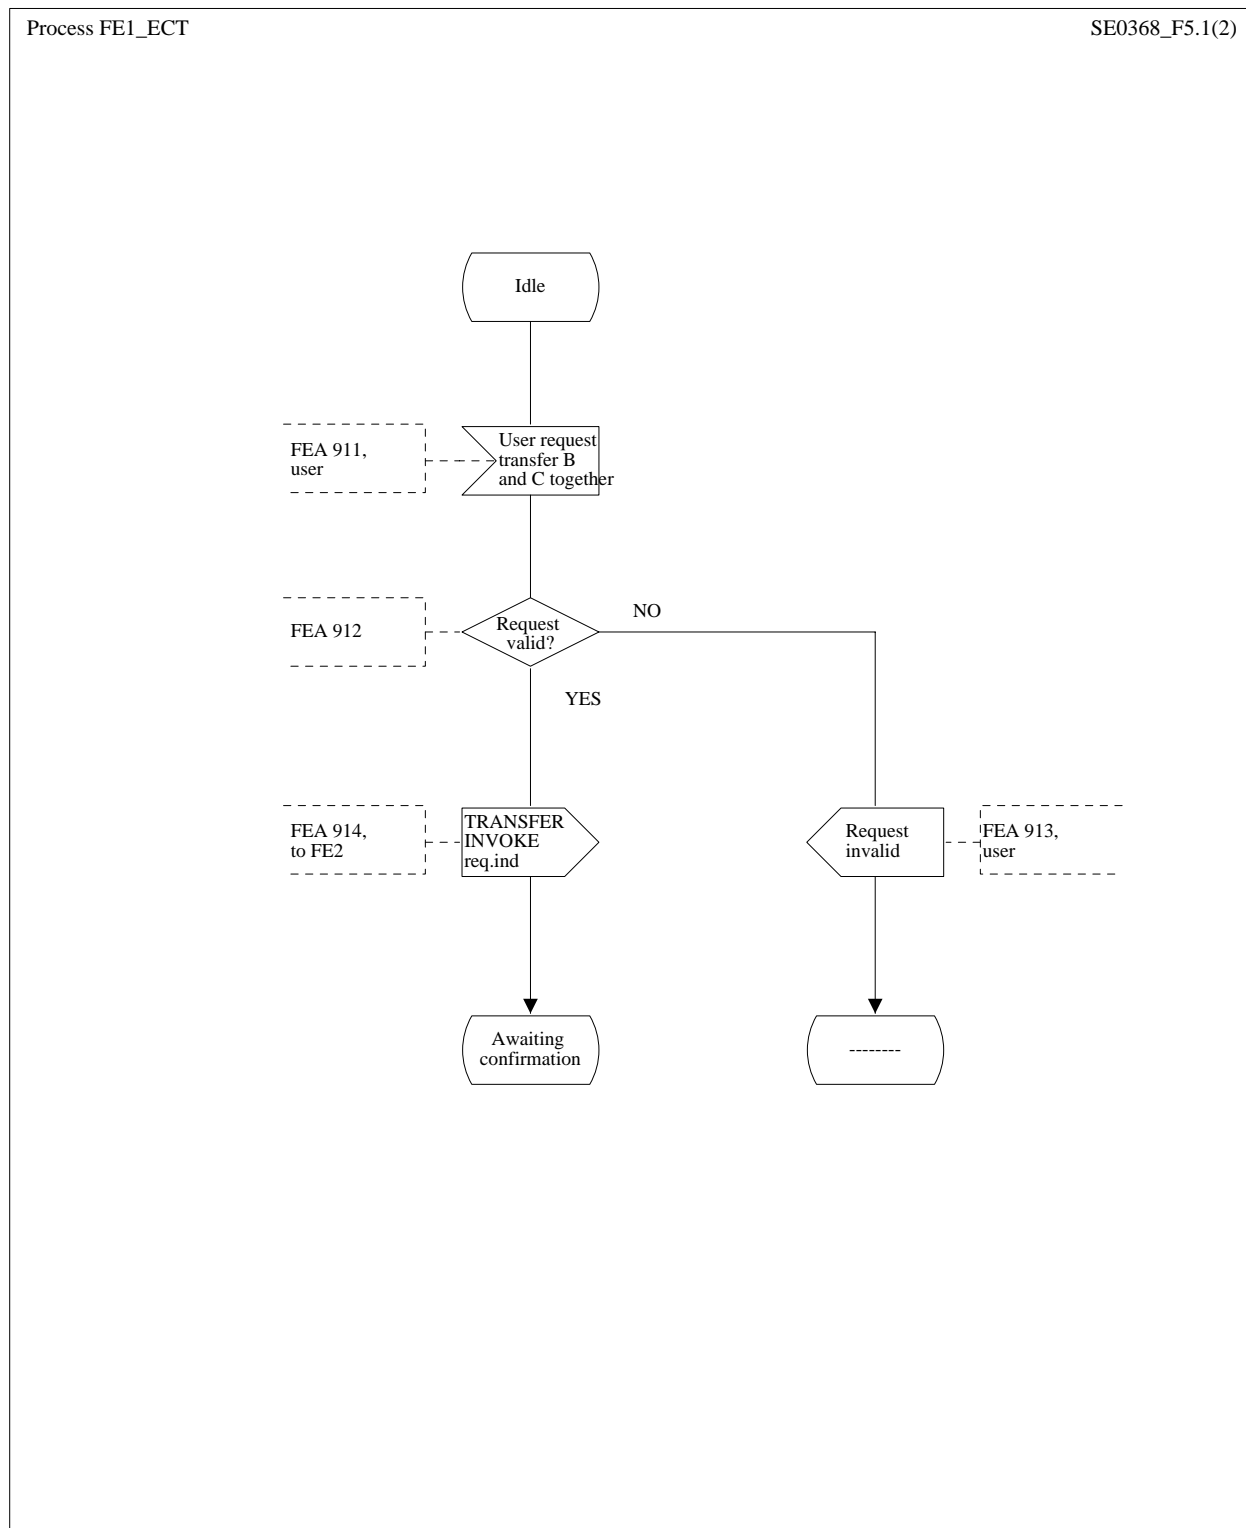 Process FE1_ECT
SE0368_F5.1(2)
Idle
FEA 911,
user
User request
transfer B
and C together
FEA 912
Request
valid?
NO
YES
FEA 914,
to FE2
TRANSFER
INVOKE
req.ind
Request
invalid
FEA 913,
user
Awaiting
confirmation
--------